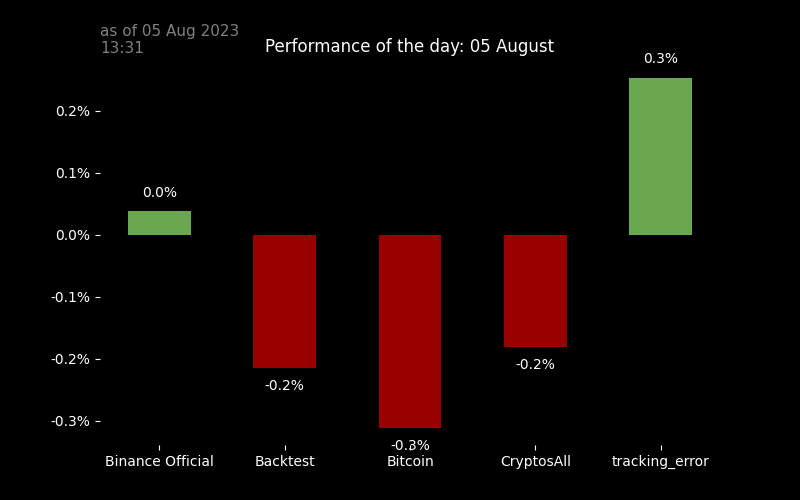 as of 05 Aug 2023
13:31
Performance of the day: 05 August
0.3%
0.2%
0.1%
0.0%
0.0%
-0.1%
-0.2%
-0.2%
-0.2%
-0.3%
-0.3%
Binance Official
Backtest
Bitcoin
CryptosAll
tracking_error